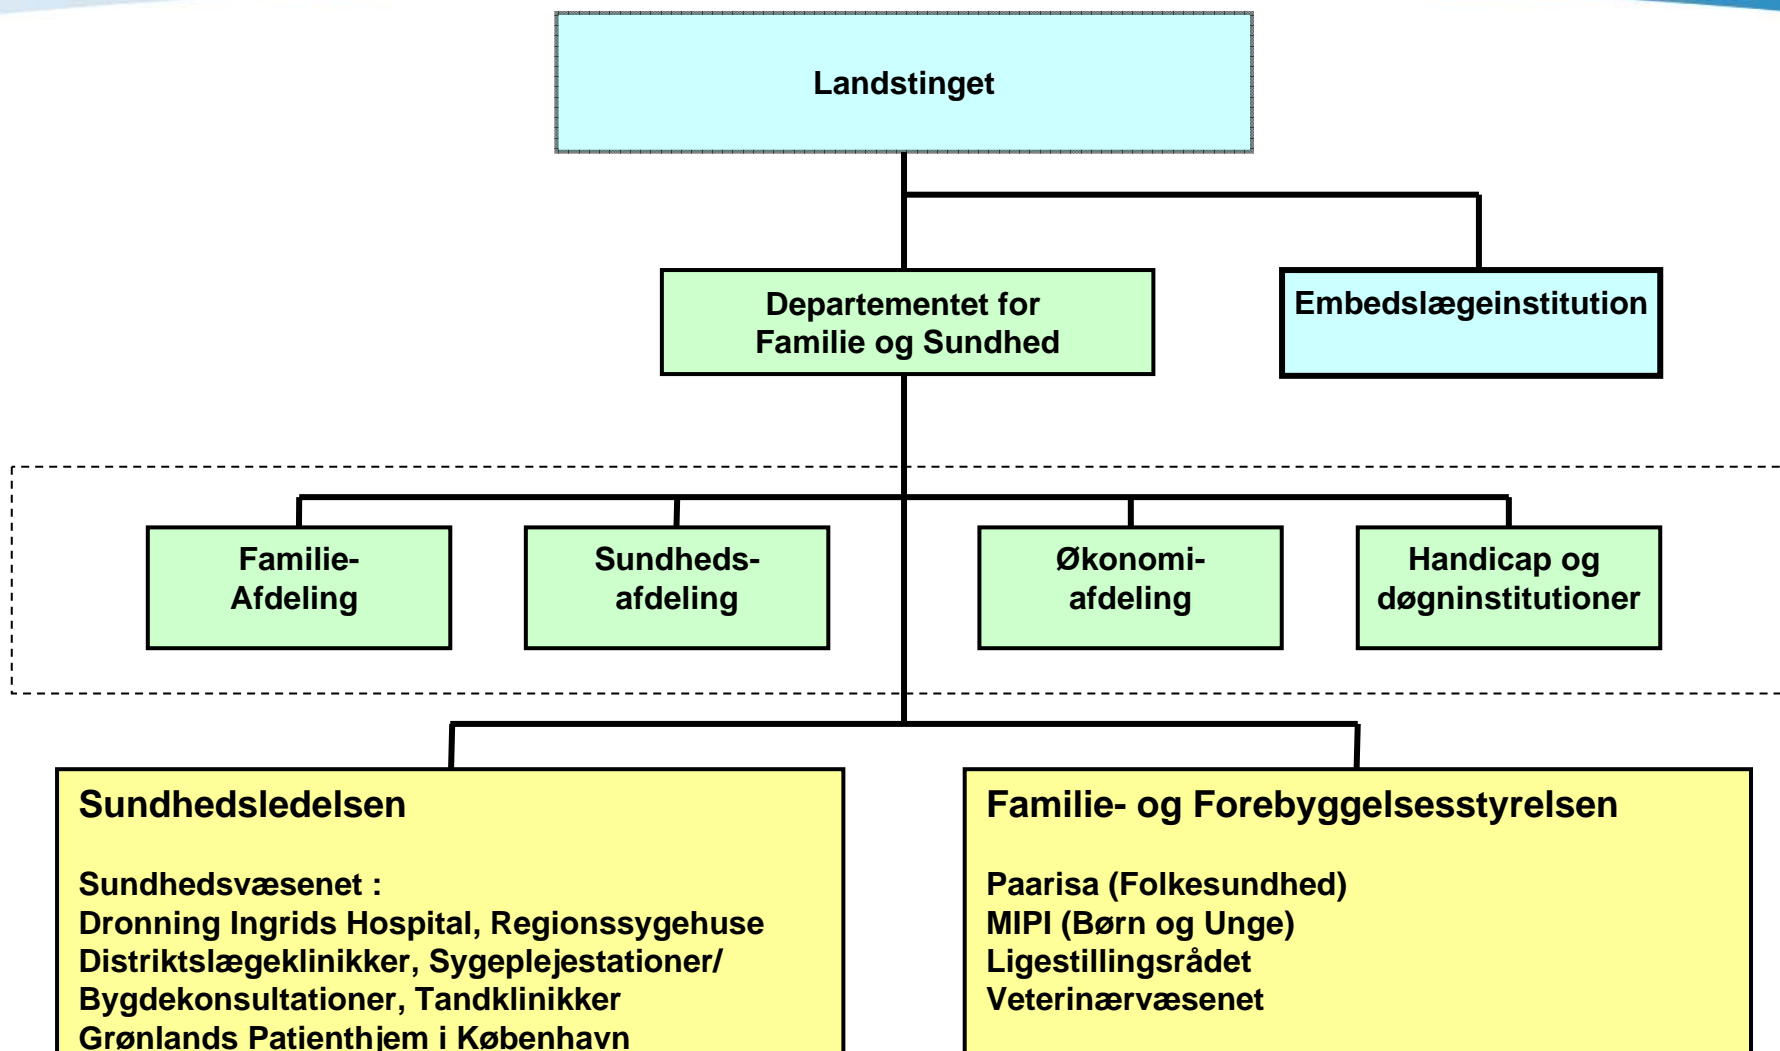 Landstinget
Departementet for
Familie og Sundhed
Embedslægeinstitution
Familie-
Afdeling
Sundheds-
afdeling
Økonomi-
afdeling
Handicap og
døgninstitutioner
Sundhedsledelsen
Sundhedsvæsenet :
Dronning Ingrids Hospital, Regionssygehuse
Distriktslægeklinikker, Sygeplejestationer/
Bygdekonsultationer, Tandklinikker
Grønlands Patienthjem i København
Familie- og Forebyggelsesstyrelsen
Paarisa (Folkesundhed)
MIPI (Børn og Unge)
Ligestillingsrådet
Veterinærvæsenet